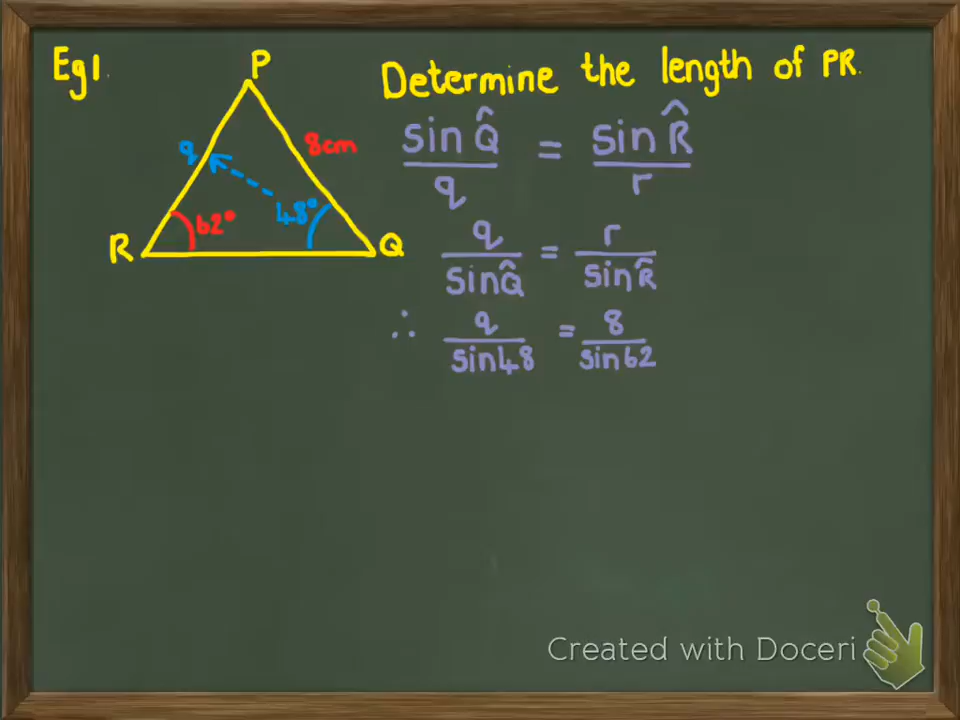 Eg1.
Determine the length of PR.
P
8cm
q
62°
48°
R
Q
sin Q̂ / q = sin R̂ / r
q / sin Q̂ = r / sin R̂
∴ q / sin48 = 8 / sin62
Created with Doceri